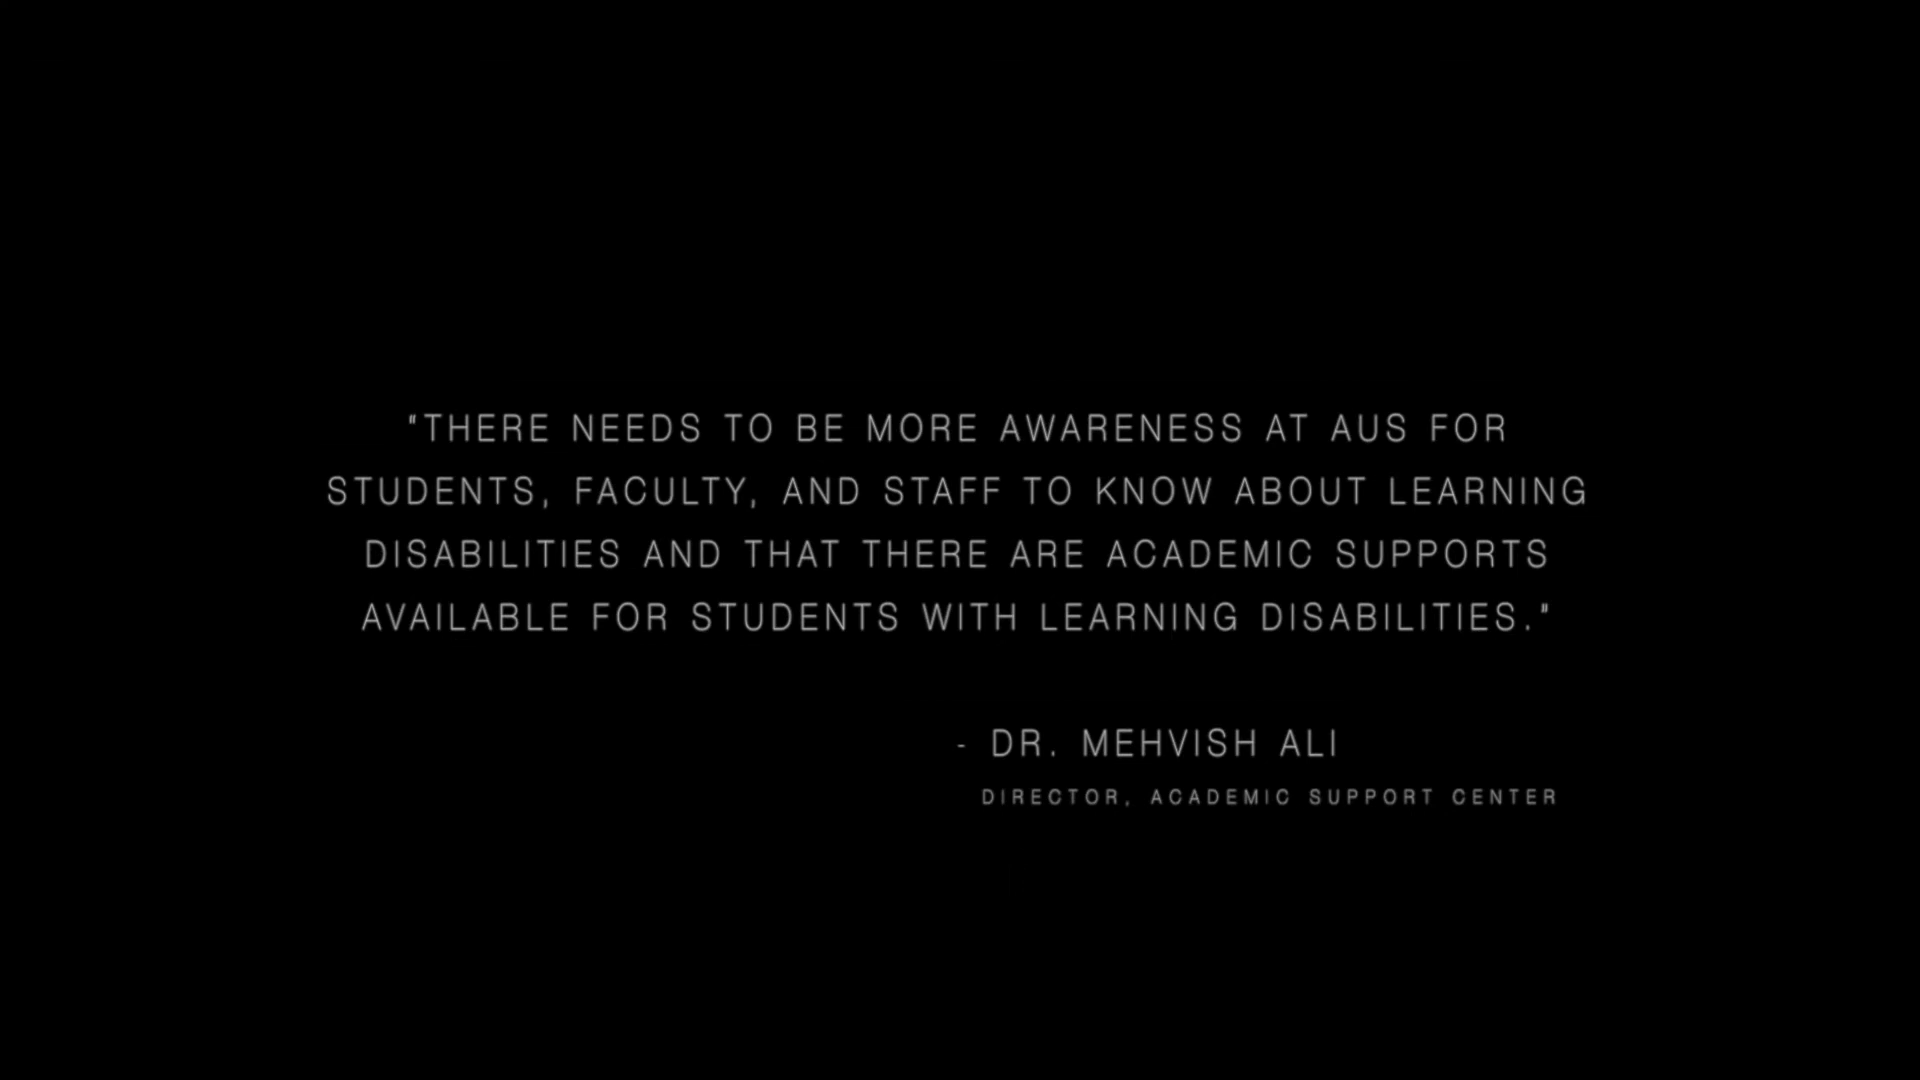 "THERE NEEDS TO BE MORE AWARENESS AT AUS FOR
STUDENTS, FACULTY, AND STAFF TO KNOW ABOUT LEARNING
DISABILITIES AND THAT THERE ARE ACADEMIC SUPPORTS
AVAILABLE FOR STUDENTS WITH LEARNING DISABILITIES."
- DR. MEHVISH ALI
DIRECTOR, ACADEMIC SUPPORT CENTER